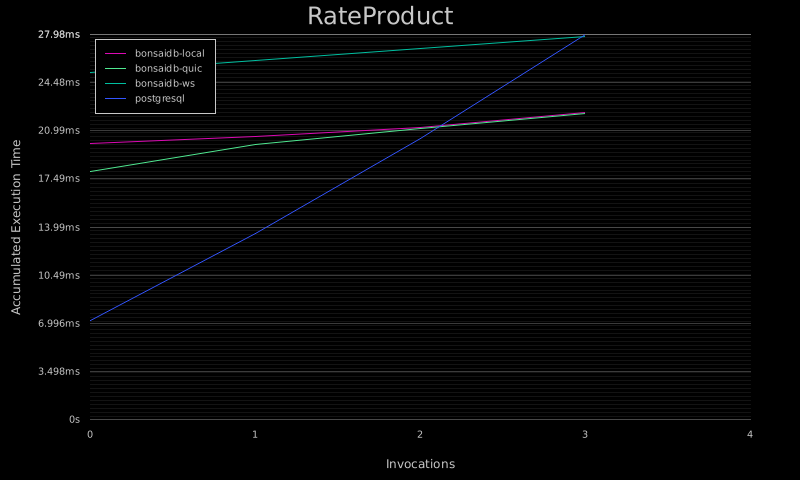 RateProduct
27.98ms
bonsaidb-local
bonsaidb-quic
bonsaidb-ws
postgresql
24.48ms
20.99ms
17.49ms
13.99ms
10.49ms
6.996ms
3.498ms
0s
Accumulated Execution Time
0 1 2 3 4
Invocations